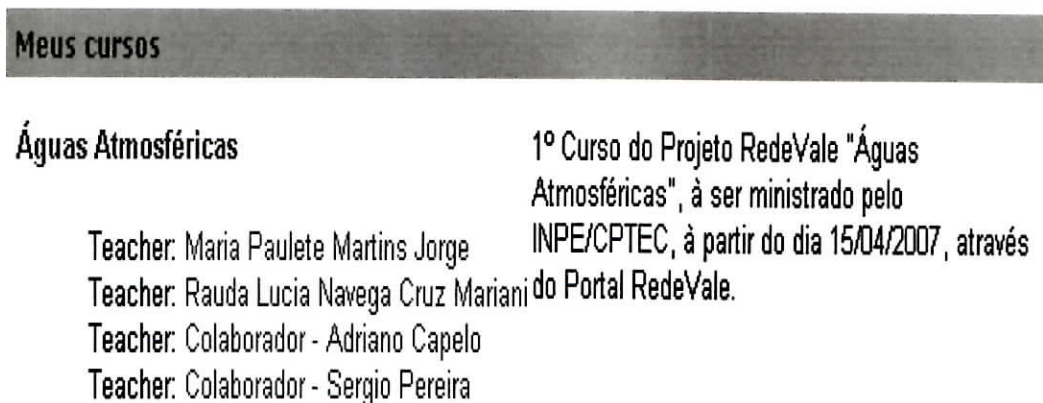 Meus cursos
Águas Atmosféricas
Teacher: Maria Paulete Martins Jorge
Teacher: Rauda Lucia Navega Cruz Mariani
Teacher: Colaborador - Adriano Capelo
Teacher: Colaborador - Sergio Pereira
1º Curso do Projeto RedeVale "Águas
Atmosféricas", à ser ministrado pelo
INPE/CPTEC, à partir do dia 15/04/2007, através
do Portal RedeVale.